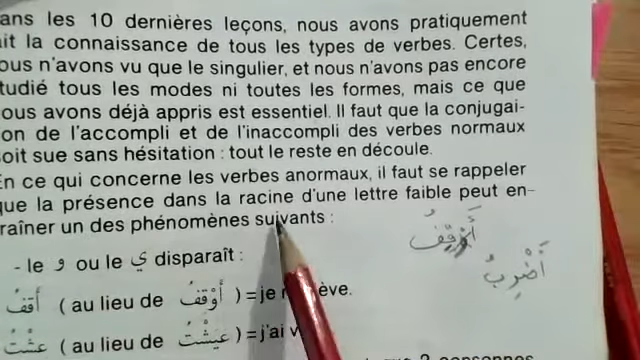 ans les 10 dernières leçons, nous avons pratiquement
it la connaissance de tous les types de verbes. Certes,
ous n'avons vu que le singulier, et nous n'avons pas encore
tudié tous les modes ni toutes les formes, mais ce que
ous avons déjà appris est essentiel. Il faut que la conjugai-
on de l'accompli et de l'inaccompli des verbes normaux
oit sue sans hésitation : tout le reste en découle.
En ce qui concerne les verbes anormaux, il faut se rappeler
que la présence dans la racine d'une lettre faible peut en-
raîner un des phénomènes suivants :
أَضْرِبُ
- le و ou le ي disparaît :
أَقِفُ ( au lieu de أَوْقِفُ ) = je m ève.
عِشْتُ ( au lieu de عَيِشْتُ ) = j'ai v
que 2 consonnes